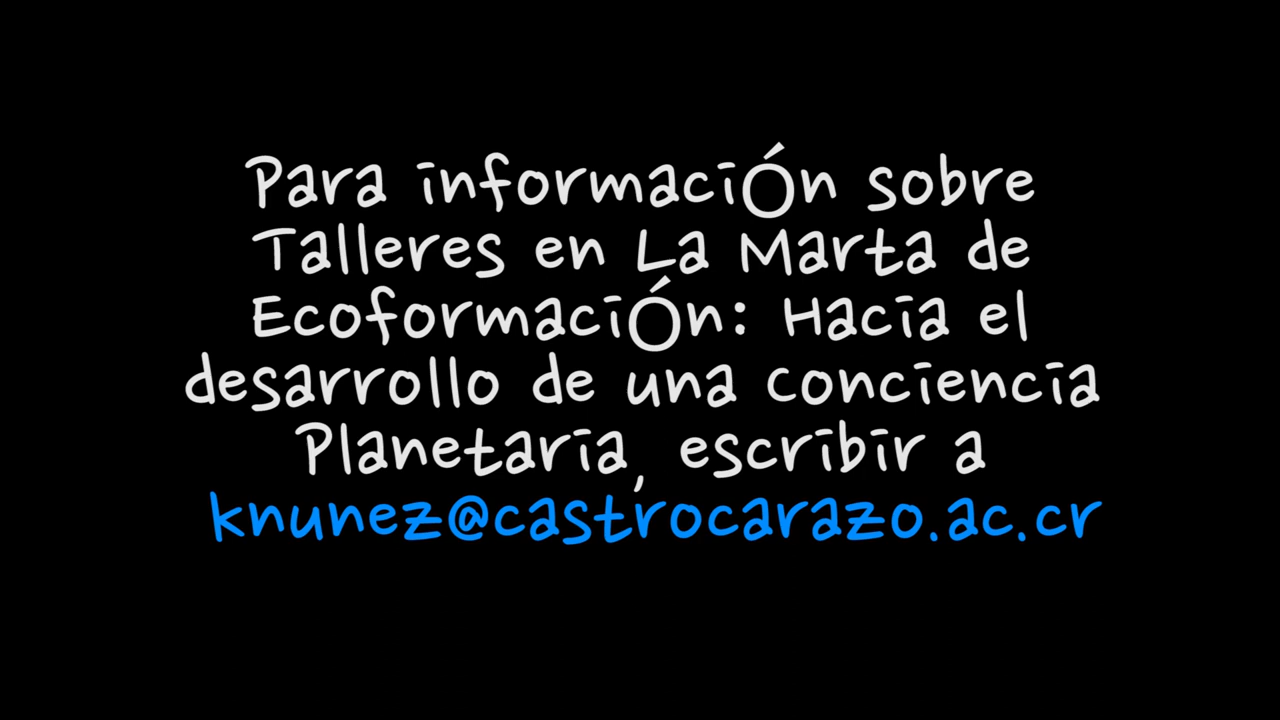 Para información sobre
Talleres en La Marta de
Ecoformación: Hacia el
desarrollo de una conciencia
Planetaria, escribir a
knunez@castrocarazo.ac.cr